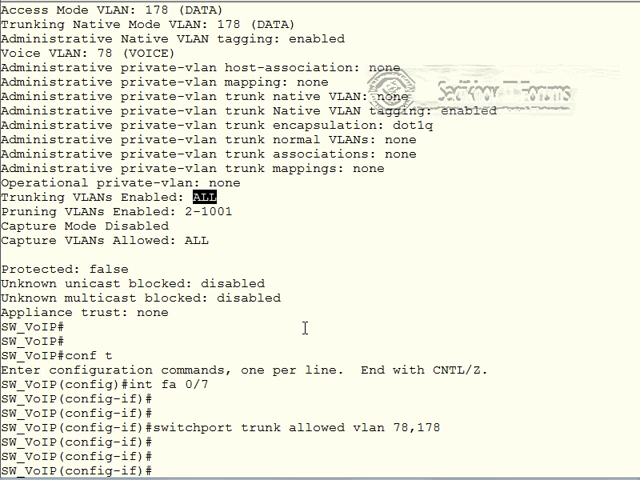 Access Mode VLAN: 178 (DATA)
Trunking Native Mode VLAN: 178 (DATA)
Administrative Native VLAN tagging: enabled
Voice VLAN: 78 (VOICE)
Administrative private-vlan host-association: none
Administrative private-vlan mapping: none
Administrative private-vlan trunk native VLAN: none
Administrative private-vlan trunk Native VLAN tagging: enabled
Administrative private-vlan trunk encapsulation: dot1q
Administrative private-vlan trunk normal VLANs: none
Administrative private-vlan trunk associations: none
Administrative private-vlan trunk mappings: none
Operational private-vlan: none
Trunking VLANs Enabled: ALL
Pruning VLANs Enabled: 2-1001
Capture Mode Disabled
Capture VLANs Allowed: ALL
Protected: false
Unknown unicast blocked: disabled
Unknown multicast blocked: disabled
Appliance trust: none
SW_VoIP#
SW_VoIP#
SW_VoIP#conf t
Enter configuration commands, one per line.  End with CNTL/Z.
SW_VoIP(config)#int fa 0/7
SW_VoIP(config-if)#
SW_VoIP(config-if)#
SW_VoIP(config-if)#switchport trunk allowed vlan 78,178
SW_VoIP(config-if)#
SW_VoIP(config-if)#
SW_VoIP(config-if)#